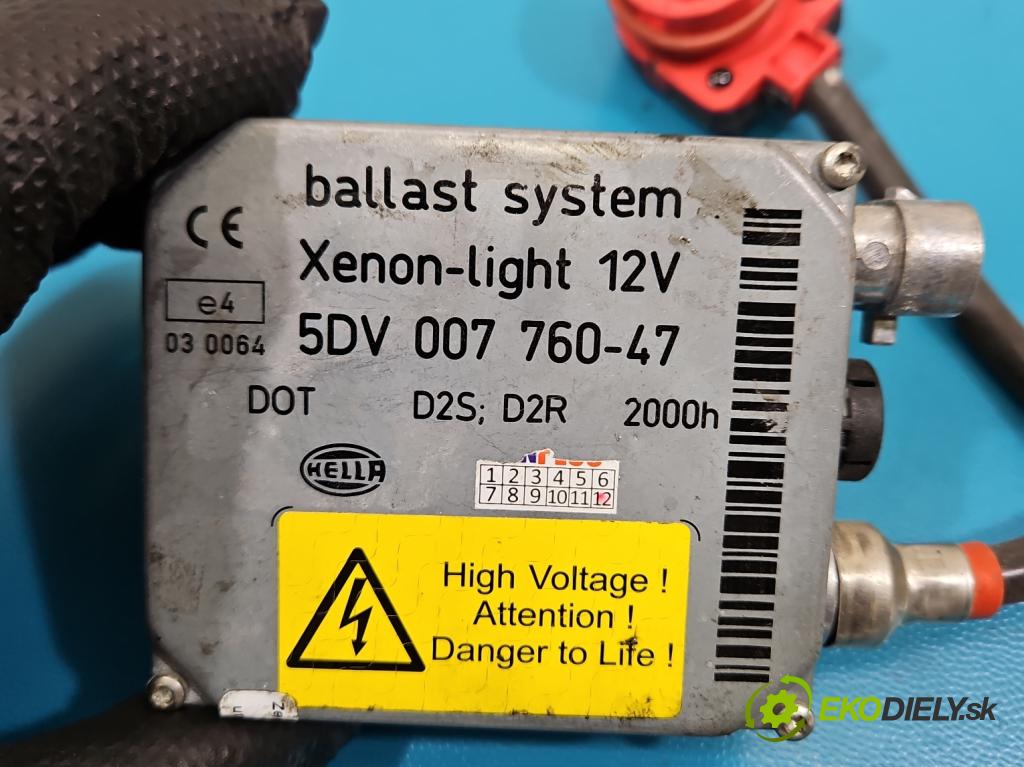 ballast system
CE
Xenon-light 12V
e4
03 0064
5DV 007 760-47
DOT D2S; D2R 2000h
HELLA
1 2 3 4 5 6
7 8 9 10 11 12
High Voltage !
Attention !
Danger to Life !
EKODIELY.sk